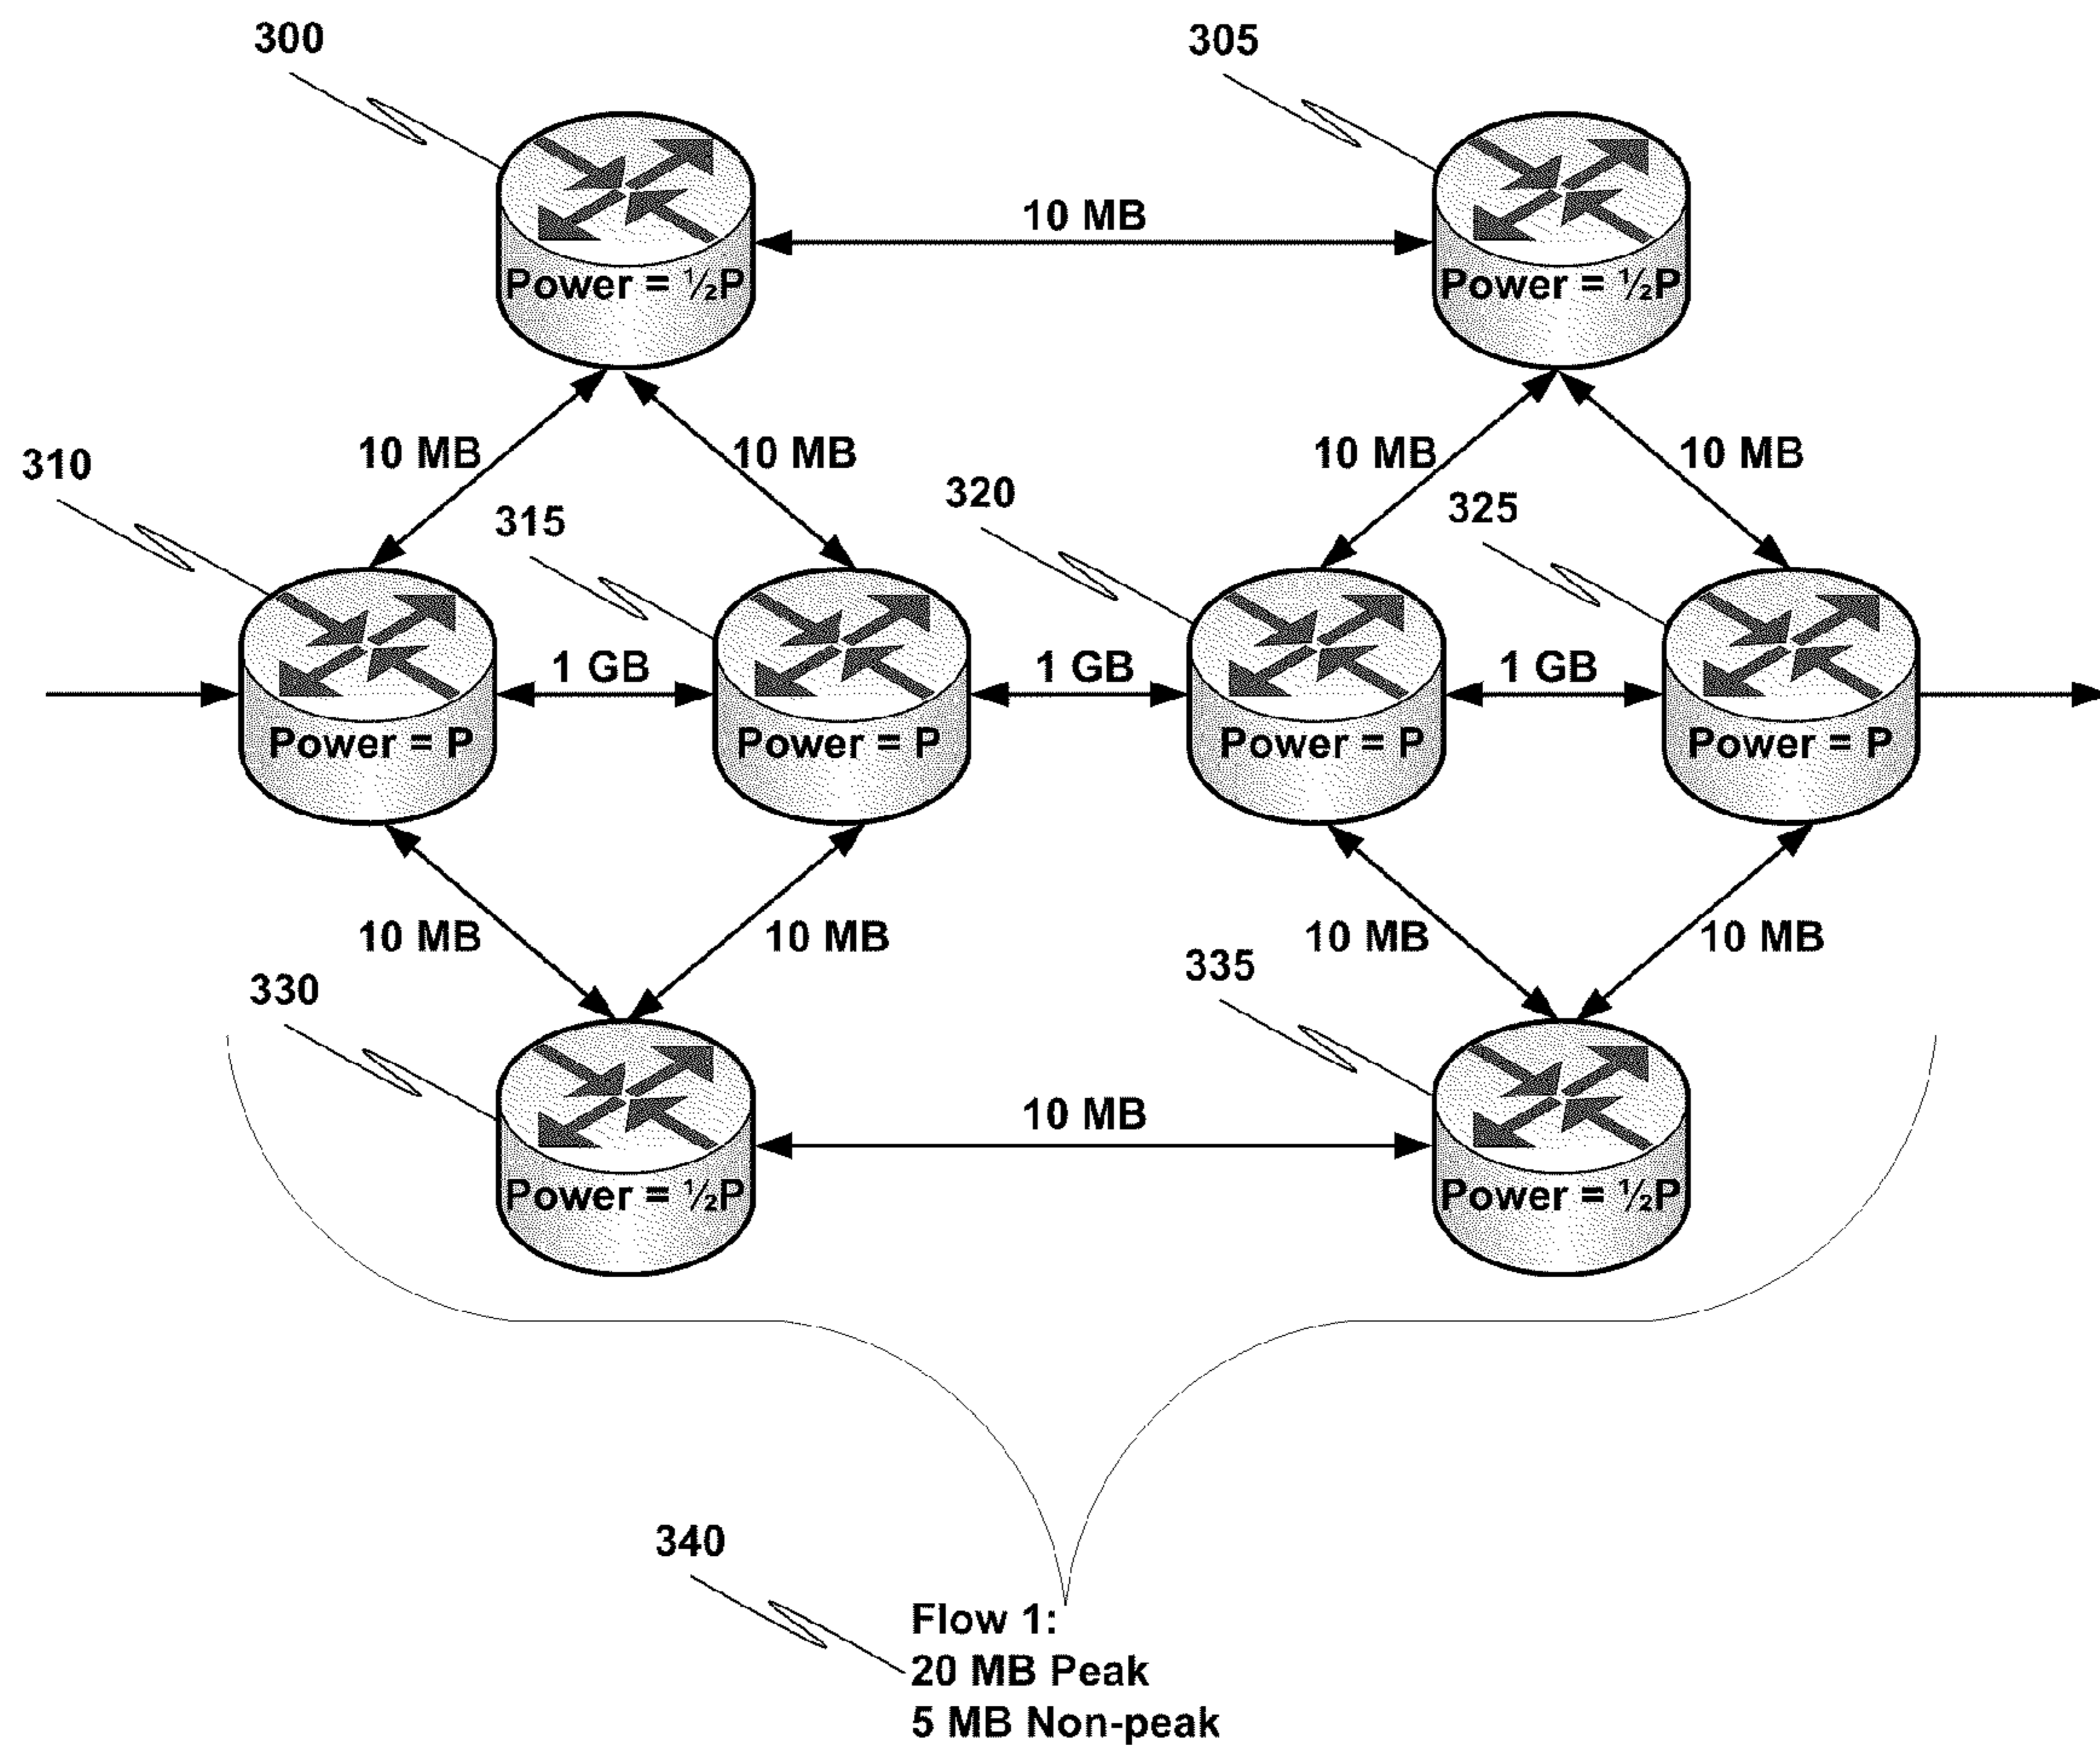 300
305
10 MB
Power = ½P
Power = ½P
10 MB
10 MB
10 MB
10 MB
310
315
320
325
1 GB
1 GB
1 GB
Power = P
Power = P
Power = P
Power = P
10 MB
10 MB
10 MB
10 MB
330
335
10 MB
Power = ½P
Power = ½P
340
Flow 1:
20 MB Peak
5 MB Non-peak